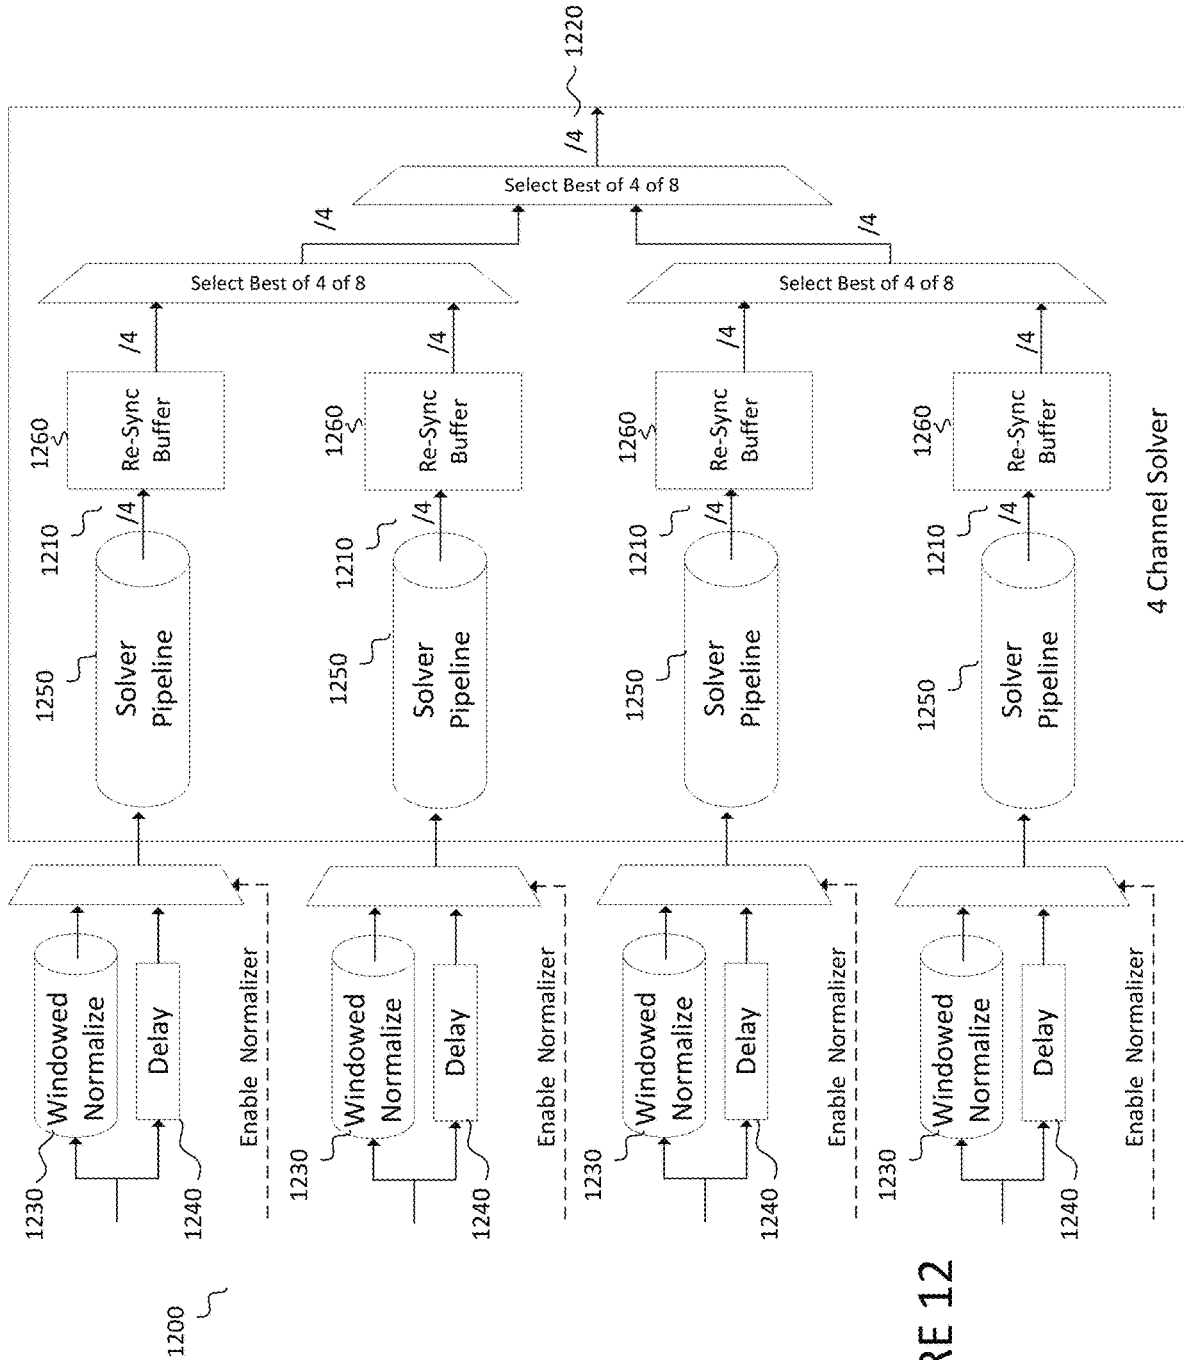 1200
1230
Windowed
Normalize
Delay
1240
Enable Normalizer
1250
Solver
Pipeline
1210
/4
1260
Re-Sync
Buffer
/4
1230
Windowed
Normalize
Delay
1240
Enable Normalizer
1250
Solver
Pipeline
1210
/4
1260
Re-Sync
Buffer
/4
Select Best of 4 of 8
/4
1230
Windowed
Normalize
Delay
1240
Enable Normalizer
1250
Solver
Pipeline
1210
/4
1260
Re-Sync
Buffer
/4
1230
Windowed
Normalize
Delay
1240
Enable Normalizer
1250
Solver
Pipeline
1210
/4
1260
Re-Sync
Buffer
/4
Select Best of 4 of 8
/4
Select Best of 4 of 8
/4
1220
4 Channel Solver
RE 12